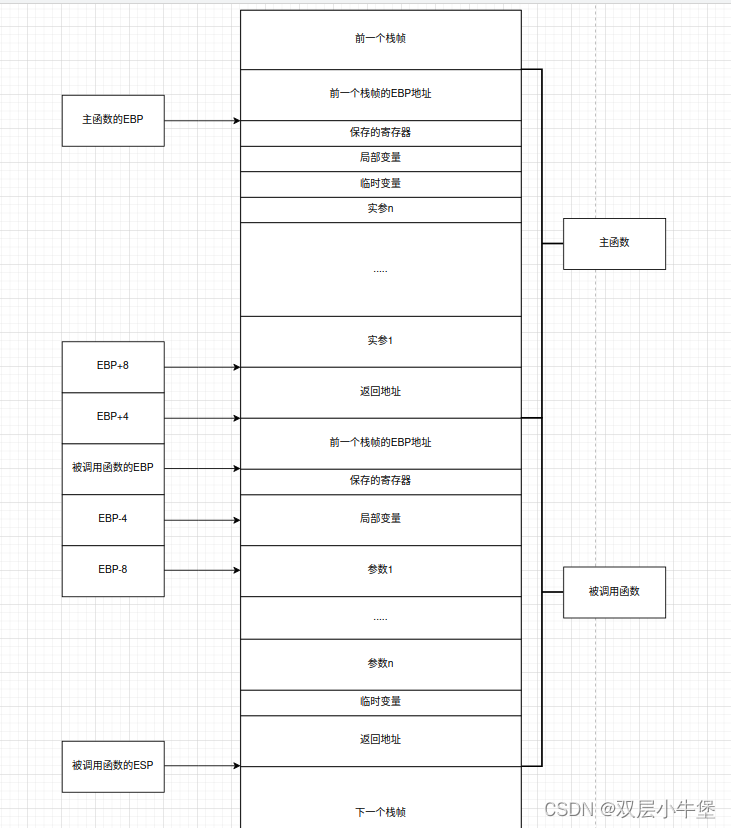 前一个栈帧
前一个栈帧的EBP地址
主函数的EBP
保存的寄存器
局部变量
临时变量
实参n
主函数
.....
实参1
EBP+8
返回地址
EBP+4
前一个栈帧的EBP地址
被调用函数的EBP
保存的寄存器
局部变量
EBP-4
参数1
EBP-8
被调用函数
.....
参数n
临时变量
返回地址
被调用函数的ESP
下一个栈帧
CSDN @双层小牛堡